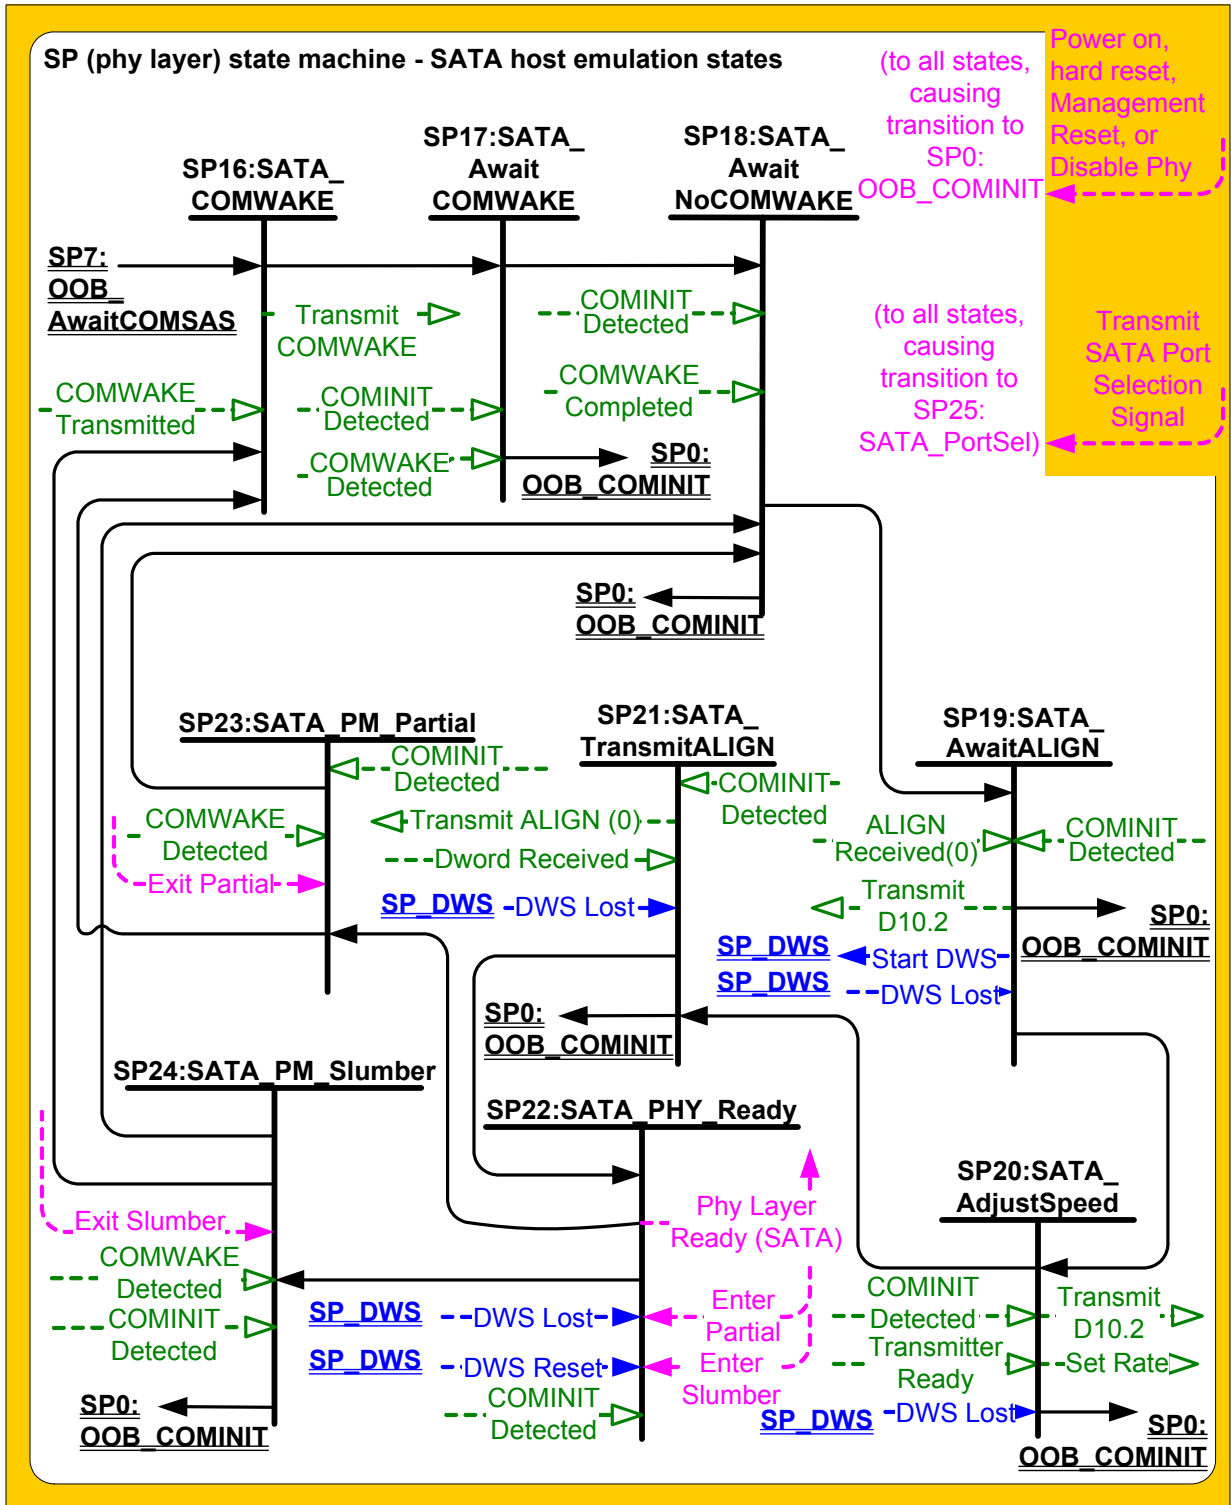 SP (phy layer) state machine - SATA host emulation states
(to all states,
causing
transition to
SP0:
OOB_COMINIT
Power on,
hard reset,
Management
Reset, or
Disable Phy
SP16:SATA_
COMWAKE
SP17:SATA_
Await
COMWAKE
SP18:SATA_
Await
NoCOMWAKE
SP7:
OOB_
AwaitCOMSAS
Transmit
COMWAKE
COMINIT
Detected
(to all states,
causing
transition to
SP25:
SATA_PortSel)
Transmit
SATA Port
Selection
Signal
COMWAKE
Transmitted
COMINIT
Detected
COMWAKE
Completed
COMWAKE
Detected
SP0:
OOB_COMINIT
SP0:
OOB_COMINIT
SP23:SATA_PM_Partial
SP21:SATA_
TransmitALIGN
SP19:SATA_
AwaitALIGN
COMINIT
Detected
COMINIT
Detected
Transmit ALIGN (0)
COMWAKE
Detected
Dword Received
ALIGN
Received(0)
COMINIT
Detected
Exit Partial
SP_DWS
DWS Lost
Transmit
D10.2
SP0:
OOB_COMINIT
SP_DWS
Start DWS
SP_DWS
DWS Lost
SP0:
OOB_COMINIT
SP24:SATA_PM_Slumber
SP22:SATA_PHY_Ready
SP20:SATA_
AdjustSpeed
Exit Slumber
Phy Layer
Ready (SATA)
COMWAKE
Detected
COMINIT
Detected
SP_DWS
DWS Lost
Enter
Partial
COMINIT
Detected
Transmit
D10.2
SP_DWS
DWS Reset
Enter
Slumber
Transmitter
Ready
Set Rate
COMINIT
Detected
SP_DWS
DWS Lost
SP0:
OOB_COMINIT
SP0:
OOB_COMINIT